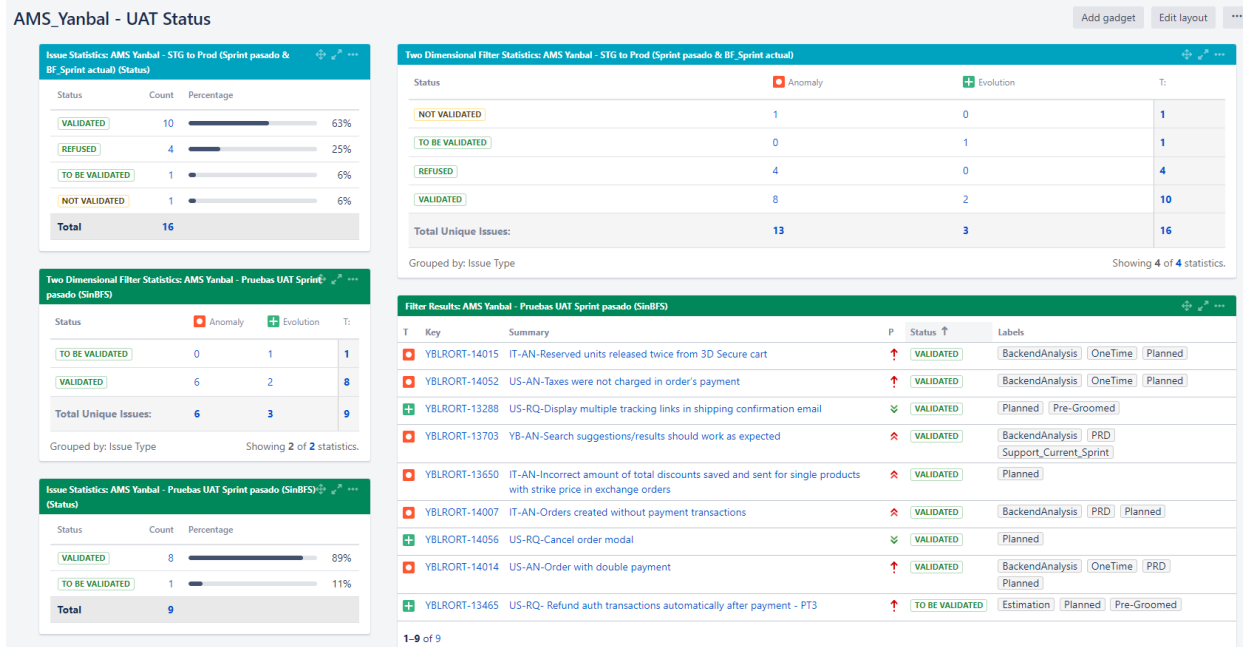 AMS_Yanbal - UAT Status
Add gadget
Edit layout
Issue Statistics: AMS Yanbal - STG to Prod (Sprint pasado &
BF_Sprint actual) (Status)
Status Count Percentage
VALIDATED 10 63%
REFUSED 4 25%
TO BE VALIDATED 1 6%
NOT VALIDATED 1 6%
Total 16
Two Dimensional Filter Statistics: AMS Yanbal - STG to Prod (Sprint pasado & BF_Sprint actual)
Status Anomaly Evolution T:
NOT VALIDATED 1 0 1
TO BE VALIDATED 0 1 1
REFUSED 4 0 4
VALIDATED 8 2 10
Total Unique Issues: 13 3 16
Grouped by: Issue Type Showing 4 of 4 statistics.
Two Dimensional Filter Statistics: AMS Yanbal - Pruebas UAT Sprint
pasado (SinBFS)
Status Anomaly Evolution T:
TO BE VALIDATED 0 1 1
VALIDATED 6 2 8
Total Unique Issues: 6 3 9
Grouped by: Issue Type Showing 2 of 2 statistics.
Issue Statistics: AMS Yanbal - Pruebas UAT Sprint pasado (SinBFS)
(Status)
Status Count Percentage
VALIDATED 8 89%
TO BE VALIDATED 1 11%
Total 9
Filter Results: AMS Yanbal - Pruebas UAT Sprint pasado (SinBFS)
T Key Summary P Status ↑ Labels
YBLRORT-14015 IT-AN-Reserved units released twice from 3D Secure cart VALIDATED BackendAnalysis OneTime Planned
YBLRORT-14052 US-AN-Taxes were not charged in order's payment VALIDATED BackendAnalysis OneTime Planned
YBLRORT-13288 US-RQ-Display multiple tracking links in shipping confirmation email VALIDATED Planned Pre-Groomed
YBLRORT-13703 YB-AN-Search suggestions/results should work as expected VALIDATED BackendAnalysis PRD
Support_Current_Sprint
YBLRORT-13650 IT-AN-Incorrect amount of total discounts saved and sent for single products VALIDATED Planned
with strike price in exchange orders
YBLRORT-14007 IT-AN-Orders created without payment transactions VALIDATED BackendAnalysis PRD Planned
YBLRORT-14056 US-RQ-Cancel order modal VALIDATED Planned
YBLRORT-14014 US-AN-Order with double payment VALIDATED BackendAnalysis OneTime PRD
Planned
YBLRORT-13465 US-RQ- Refund auth transactions automatically after payment - PT3 TO BE VALIDATED Estimation Planned Pre-Groomed
1–9 of 9